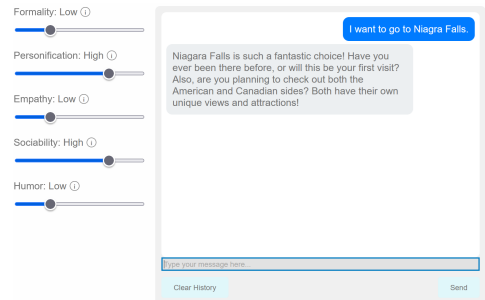 Formality: Low
Personification: High
Empathy: Low
Sociability: High
Humor: Low
I want to go to Niagra Falls.
Niagara Falls is such a fantastic choice! Have you
ever been there before, or will this be your first visit?
Also, are you planning to check out both the
American and Canadian sides? Both have their own
unique views and attractions!
Type your message here...
Clear History
Send